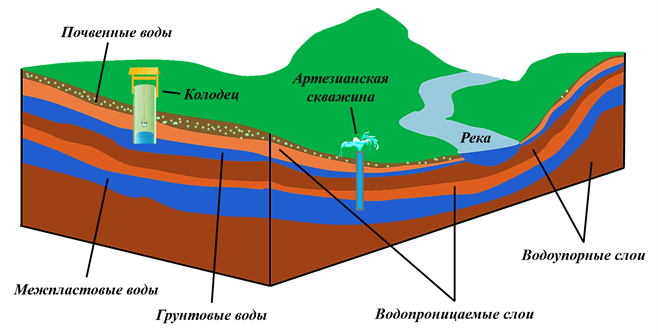 Почвенные воды
Колодец
Артезианская
скважина
Река
Водоупорные слои
Межпластовые воды
Грунтовые воды
Водопроницаемые слои